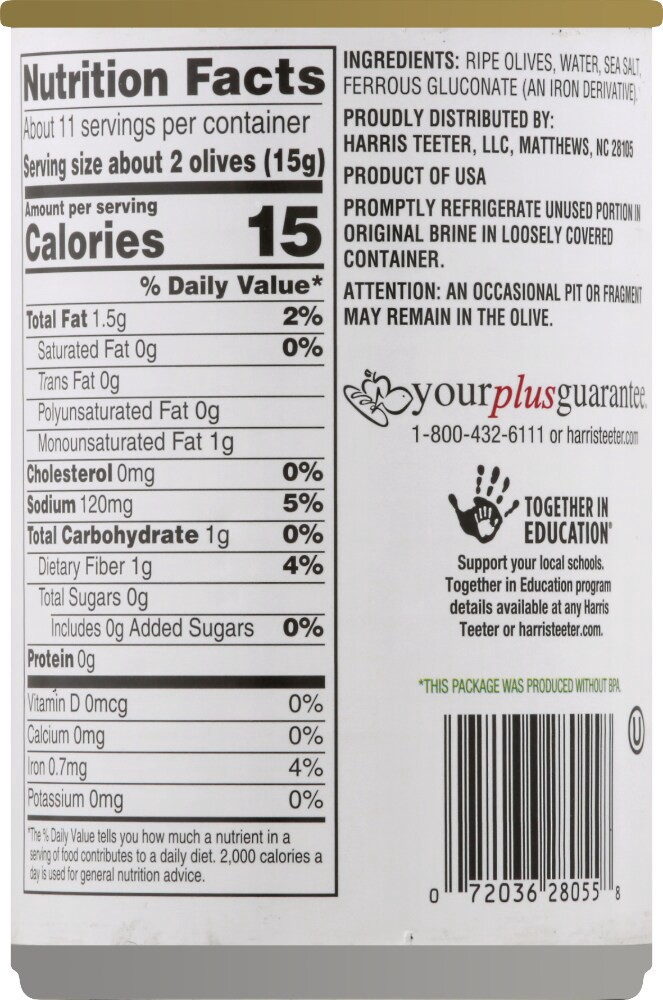 Nutrition Facts
About 11 servings per container
Serving size about 2 olives (15g)
Amount per serving
Calories 15
% Daily Value*
Total Fat 1.5g 2%
Saturated Fat 0g 0%
Trans Fat 0g
Polyunsaturated Fat 0g
Monounsaturated Fat 1g
Cholesterol 0mg 0%
Sodium 120mg 5%
Total Carbohydrate 1g 0%
Dietary Fiber 1g 4%
Total Sugars 0g
Includes 0g Added Sugars 0%
Protein 0g
Vitamin D 0mcg 0%
Calcium 0mg 0%
Iron 0.7mg 4%
Potassium 0mg 0%
*The % Daily Value tells you how much a nutrient in a
serving of food contributes to a daily diet. 2,000 calories a
day is used for general nutrition advice.
INGREDIENTS: RIPE OLIVES, WATER, SEA SALT,
FERROUS GLUCONATE (AN IRON DERIVATIVE).
PROUDLY DISTRIBUTED BY:
HARRIS TEETER, LLC, MATTHEWS, NC 28105
PRODUCT OF USA
PROMPTLY REFRIGERATE UNUSED PORTION IN
ORIGINAL BRINE IN LOOSELY COVERED
CONTAINER.
ATTENTION: AN OCCASIONAL PIT OR FRAGMENT
MAY REMAIN IN THE OLIVE.
yourplusguarantee.
1-800-432-6111 or harristeeter.com
TOGETHER IN
EDUCATION®
Support your local schools.
Together in Education program
details available at any Harris
Teeter or harristeeter.com.
*THIS PACKAGE WAS PRODUCED WITHOUT BPA.
U
0 72036 28055 8